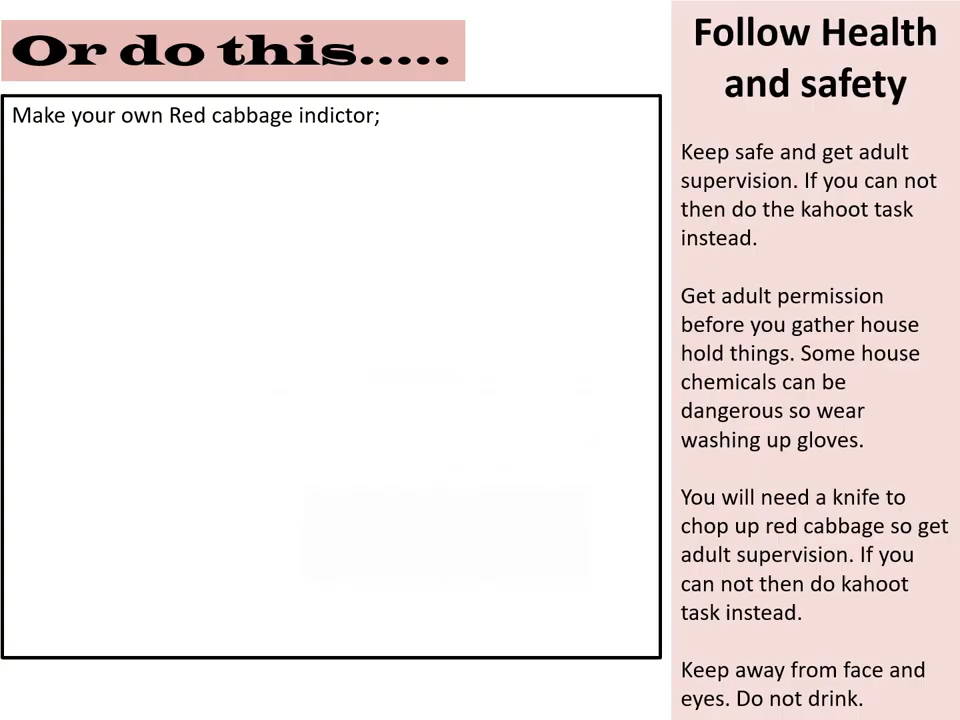 Or do this.....
Make your own Red cabbage indictor;
Follow Health
and safety
Keep safe and get adult
supervision. If you can not
then do the kahoot task
instead.
Get adult permission
before you gather house
hold things. Some house
chemicals can be
dangerous so wear
washing up gloves.
You will need a knife to
chop up red cabbage so get
adult supervision. If you
can not then do kahoot
task instead.
Keep away from face and
eyes. Do not drink.